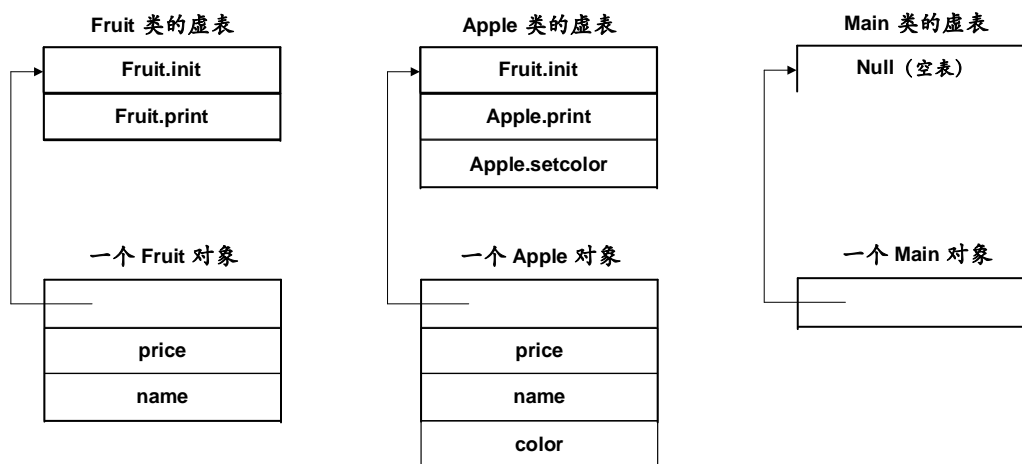 Fruit 类的虚表
Fruit.init
Fruit.print
一个 Fruit 对象
price
name
Apple 类的虚表
Fruit.init
Apple.print
Apple.setcolor
一个 Apple 对象
price
name
color
Main 类的虚表
Null（空表）
一个 Main 对象